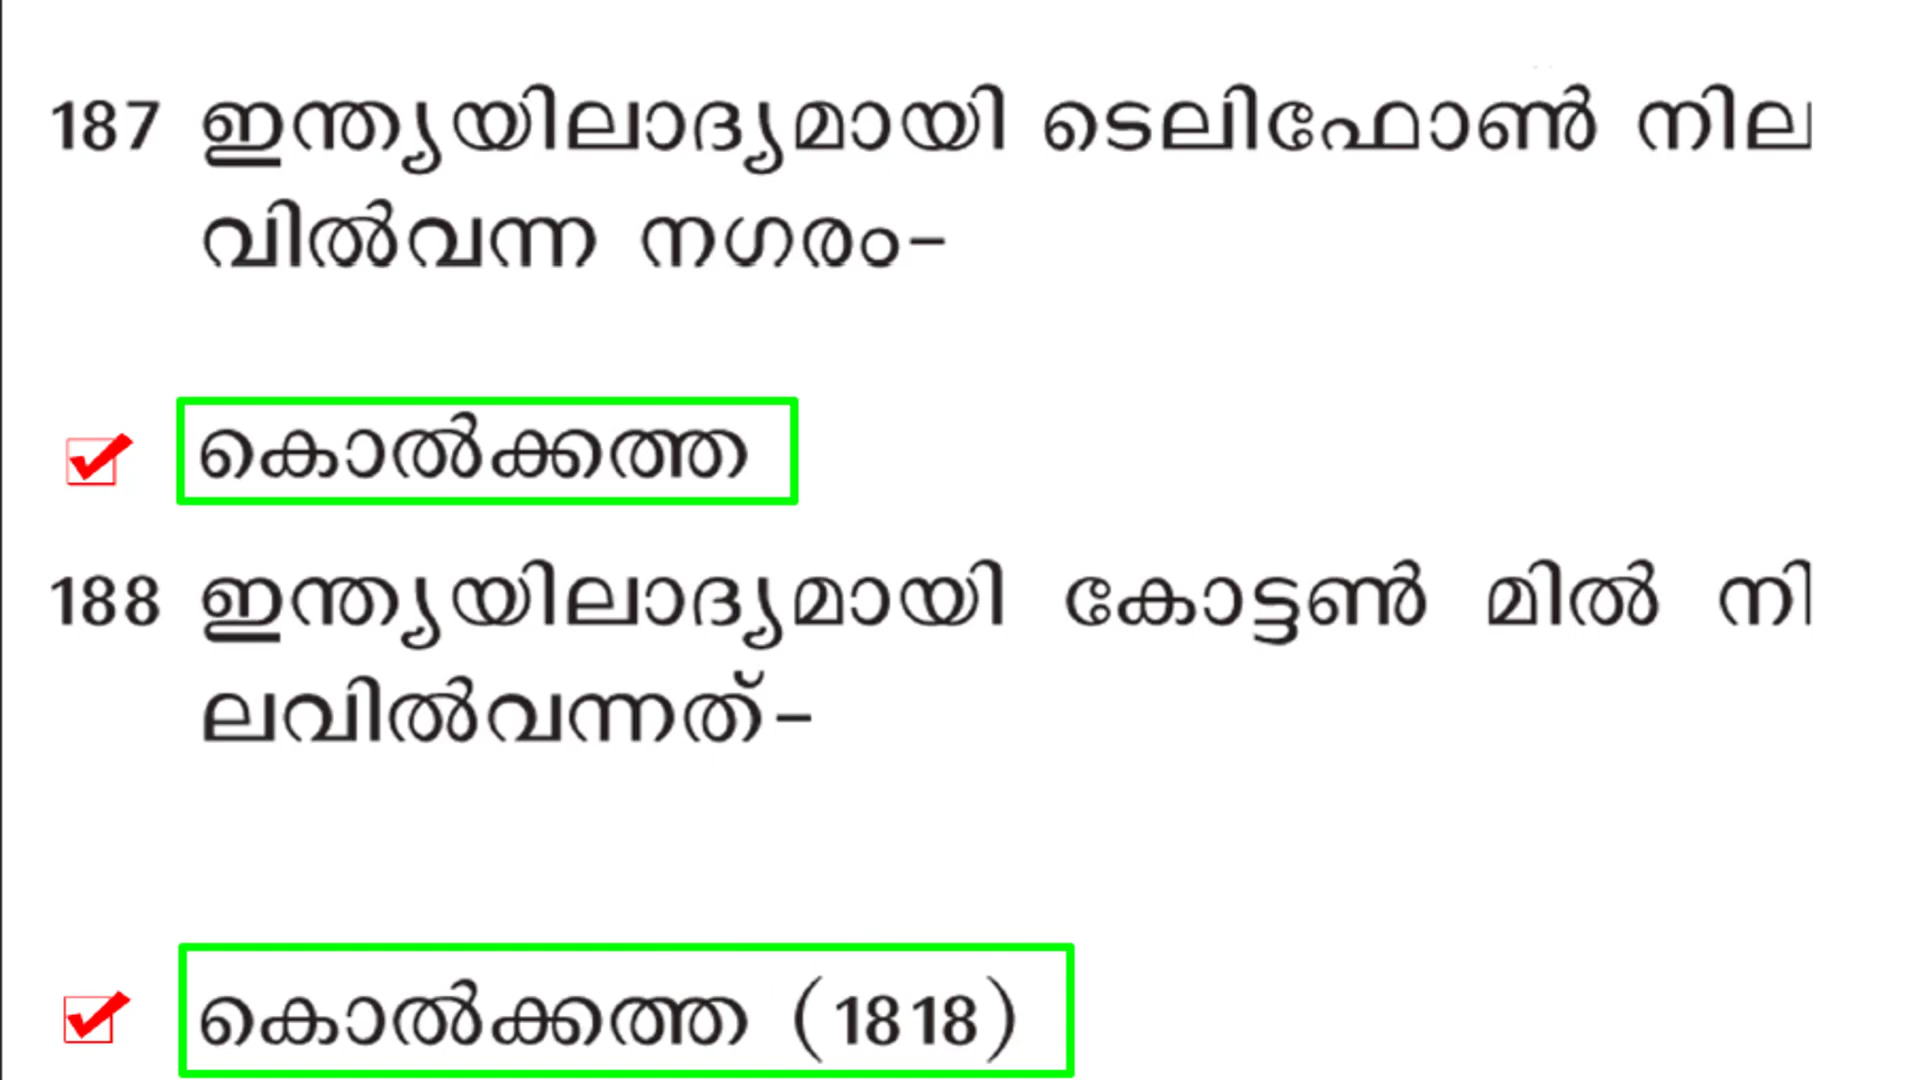 187 ഇന്ത്യയിലാദ്യമായി ടെലിഫോൺ നില
വിൽവന്ന നഗരം-
കൊൽക്കത്ത
188 ഇന്ത്യയിലാദ്യമായി കോട്ടൺ മിൽ നി
ലവിൽവന്നത്-
കൊൽക്കത്ത (1818)